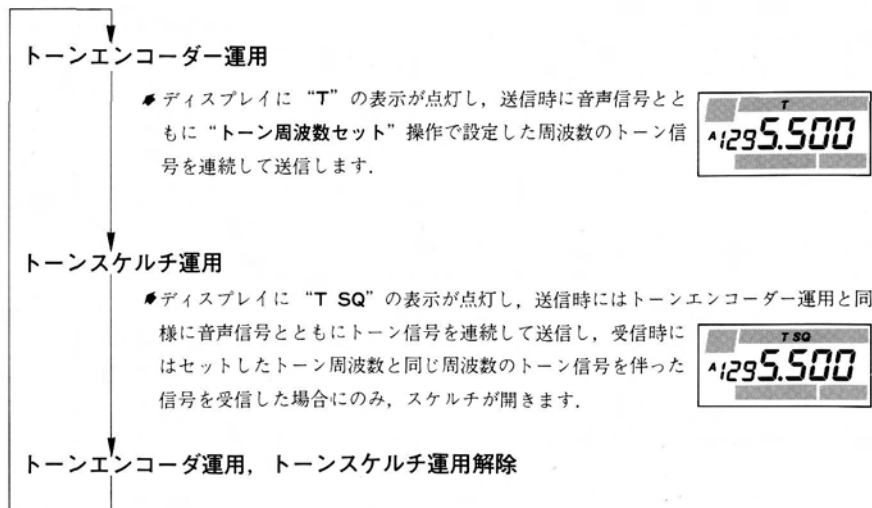 トーンエンコーダー運用
ディスプレイに “T” の表示が点灯し，送信時に音声信号とと
もに “トーン周波数セット” 操作で設定した周波数のトーン信
号を連続して送信します．
T
A1295.500
トーンスケルチ運用
ディスプレイに “T SQ” の表示が点灯し，送信時にはトーンエンコーダー運用と同
様に音声信号とともにトーン信号を連続して送信し，受信時に
はセットしたトーン周波数と同じ周波数のトーン信号を伴った
信号を受信した場合にのみ，スケルチが開きます．
T SQ
A1295.500
トーンエンコーダ運用，トーンスケルチ運用解除